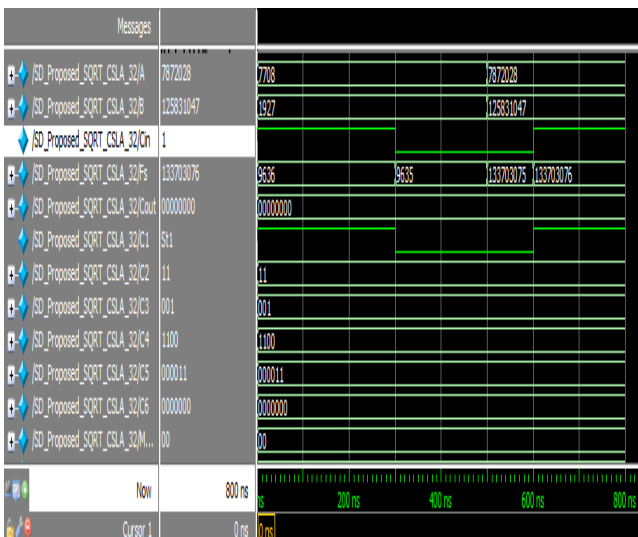 Messages
/SD_Proposed_SQRT_CSLA_32/A 7872028 7708 7872028
/SD_Proposed_SQRT_CSLA_32/B 125831047 1927 125831047
/SD_Proposed_SQRT_CSLA_32/Cin 1
/SD_Proposed_SQRT_CSLA_32/Fs 133703076 9636 9635 133703075 133703076
/SD_Proposed_SQRT_CSLA_32/Cout 00000000 00000000
/SD_Proposed_SQRT_CSLA_32/C1 St1
/SD_Proposed_SQRT_CSLA_32/C2 11 11
/SD_Proposed_SQRT_CSLA_32/C3 001 001
/SD_Proposed_SQRT_CSLA_32/C4 1100 1100
/SD_Proposed_SQRT_CSLA_32/C5 000011 000011
/SD_Proposed_SQRT_CSLA_32/C6 0000000 0000000
/SD_Proposed_SQRT_CSLA_32/M... 00 00
Now 800 ns ns 200 ns 400 ns 600 ns 800 ns
Cursor 1 0 ns 0 ns